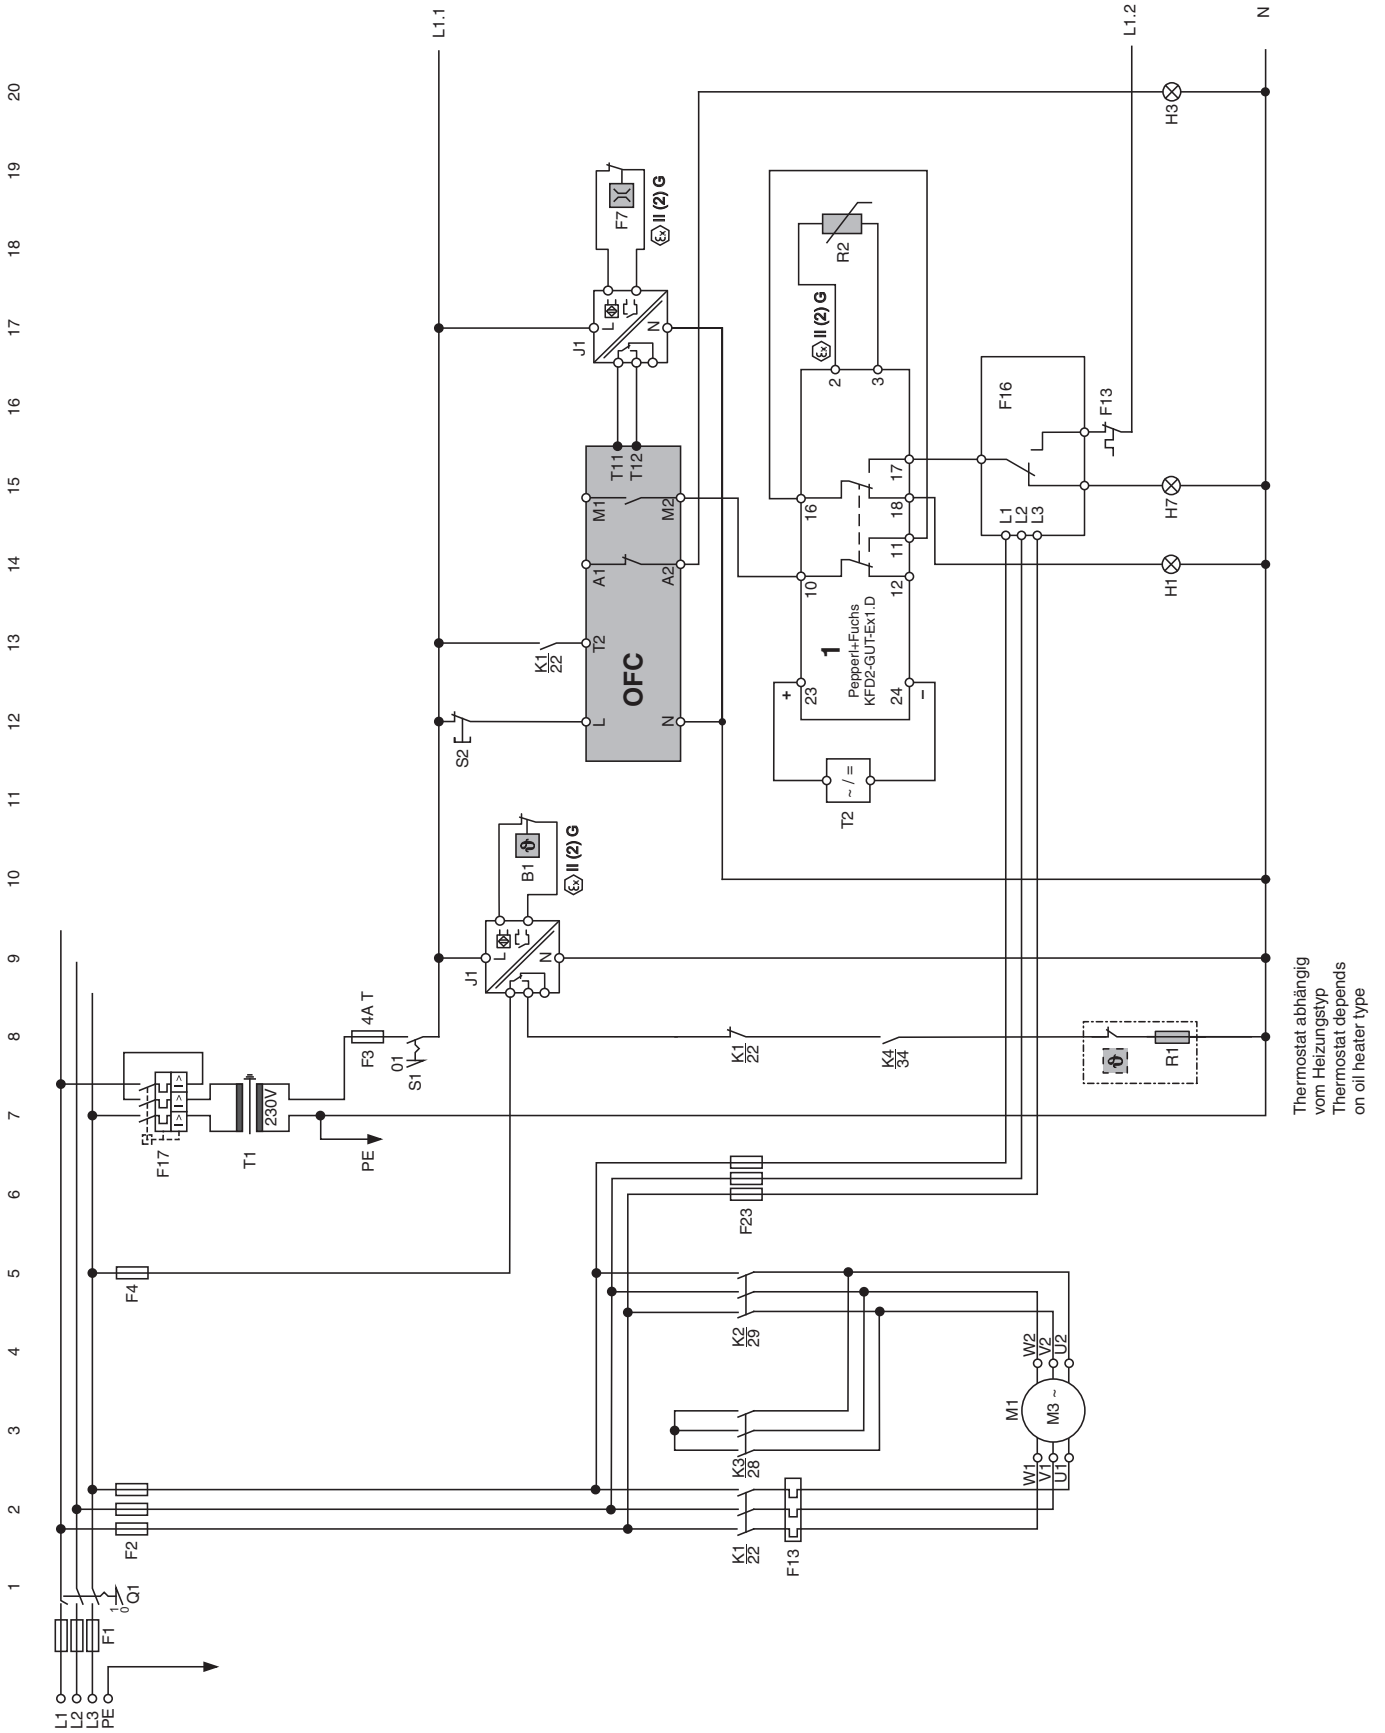 1
2
3
4
5
6
7
8
9
10
11
12
13
14
15
16
17
18
19
20
L1
L2
L3
PE
F1
1
0
Q1
F2
F4
F17
I >
I >
I >
T1
230V
PE
F3
4A T
0 1
S1
L1.1
J1
L
N
B1
ϑ
Ex II (2) G
S2
K1
22
L
T2
A1
M1
T11
T12
OFC
N
A2
M2
J1
L
N
F7
Ex II (2) G
K1
22
F13
K3
28
K2
29
F23
K1
22
K4
34
T2
~ / =
+
23
24
–
1
Pepperl+Fuchs
KFD2-GUT-Ex1.D
10
16
12
11
18
17
2
3
Ex II (2) G
R2
W1
V1
U1
M1
M3 ~
W2
V2
U2
ϑ
R1
L1
L2
L3
F16
F13
H1
H7
H3
L1.2
N
Thermostat abhängig
vom Heizungstyp
Thermostat depends
on oil heater type